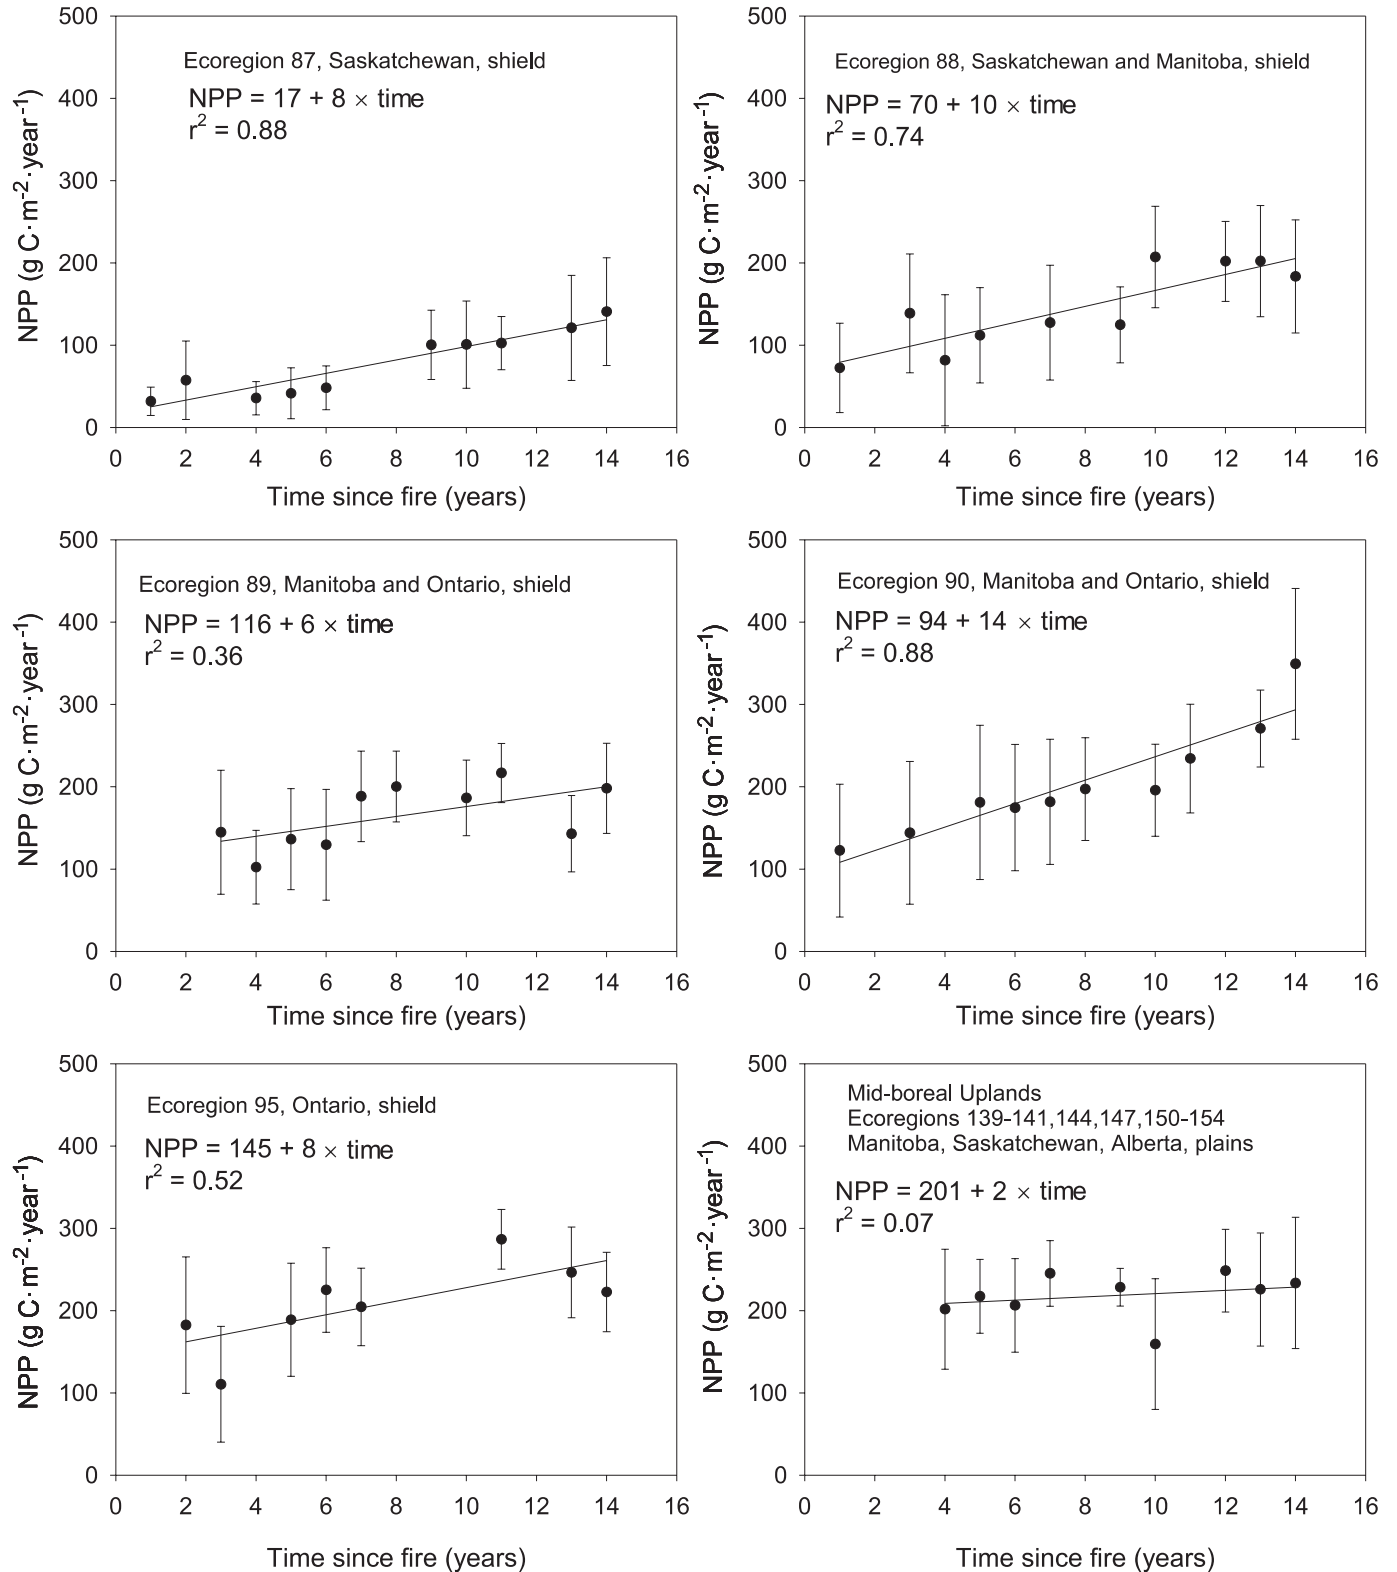 500
400
300
200
100
0
NPP (g C·m⁻²·year⁻¹)
Ecoregion 87, Saskatchewan, shield
NPP = 17 + 8 × time
r² = 0.88
0 2 4 6 8 10 12 14 16
Time since fire (years)
500
400
300
200
100
0
NPP (g C·m⁻²·year⁻¹)
Ecoregion 88, Saskatchewan and Manitoba, shield
NPP = 70 + 10 × time
r² = 0.74
0 2 4 6 8 10 12 14 16
Time since fire (years)
500
400
300
200
100
0
NPP (g C·m⁻²·year⁻¹)
Ecoregion 89, Manitoba and Ontario, shield
NPP = 116 + 6 × time
r² = 0.36
0 2 4 6 8 10 12 14 16
Time since fire (years)
500
400
300
200
100
0
NPP (g C·m⁻²·year⁻¹)
Ecoregion 90, Manitoba and Ontario, shield
NPP = 94 + 14 × time
r² = 0.88
0 2 4 6 8 10 12 14 16
Time since fire (years)
500
400
300
200
100
0
NPP (g C·m⁻²·year⁻¹)
Ecoregion 95, Ontario, shield
NPP = 145 + 8 × time
r² = 0.52
0 2 4 6 8 10 12 14 16
Time since fire (years)
500
400
300
200
100
0
NPP (g C·m⁻²·year⁻¹)
Mid-boreal Uplands
Ecoregions 139-141,144,147,150-154
Manitoba, Saskatchewan, Alberta, plains
NPP = 201 + 2 × time
r² = 0.07
0 2 4 6 8 10 12 14 16
Time since fire (years)